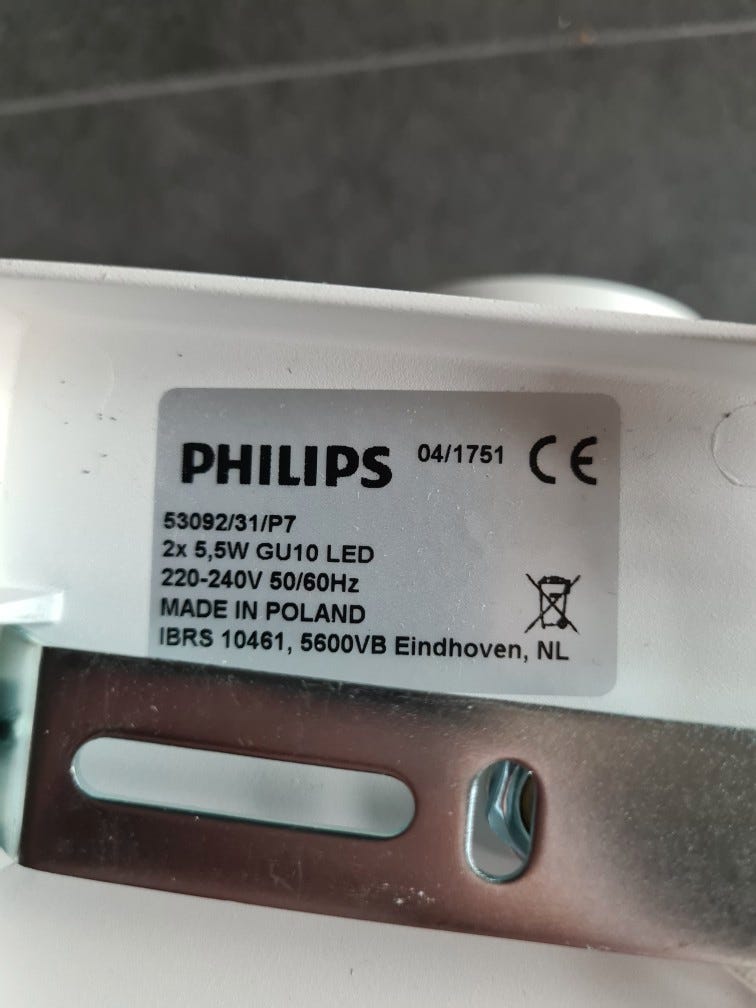 PHILIPS 04/1751 CE
53092/31/P7
2x 5,5W GU10 LED
220-240V 50/60Hz
MADE IN POLAND
IBRS 10461, 5600VB Eindhoven, NL